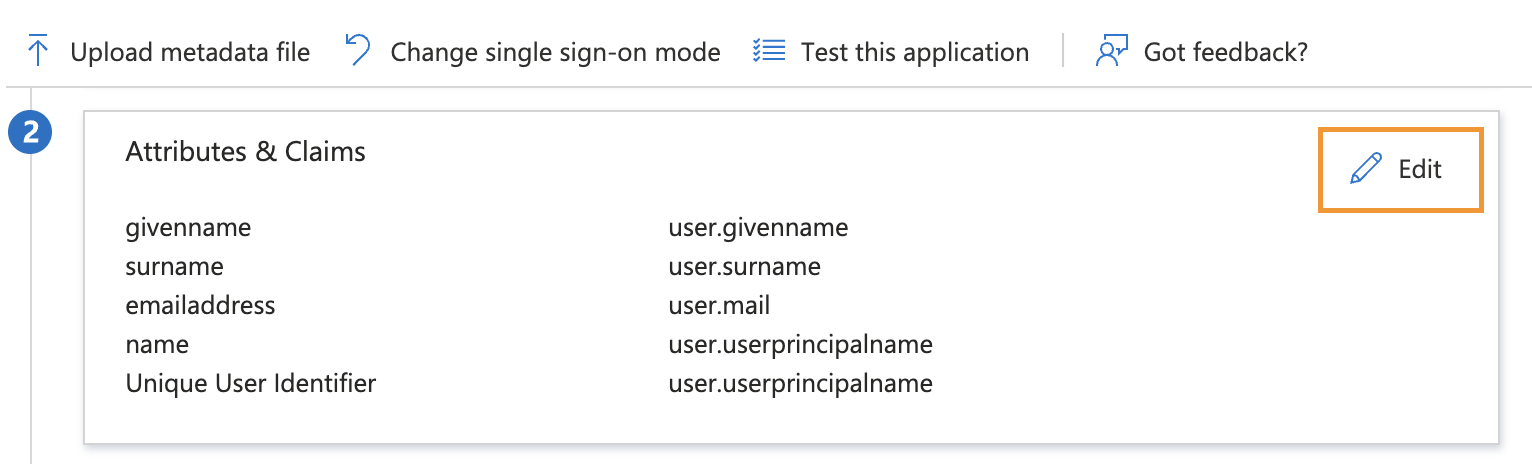 Upload metadata file Change single sign-on mode Test this application Got feedback?
2
Attributes & Claims
Edit
givenname user.givenname
surname user.surname
emailaddress user.mail
name user.userprincipalname
Unique User Identifier user.userprincipalname